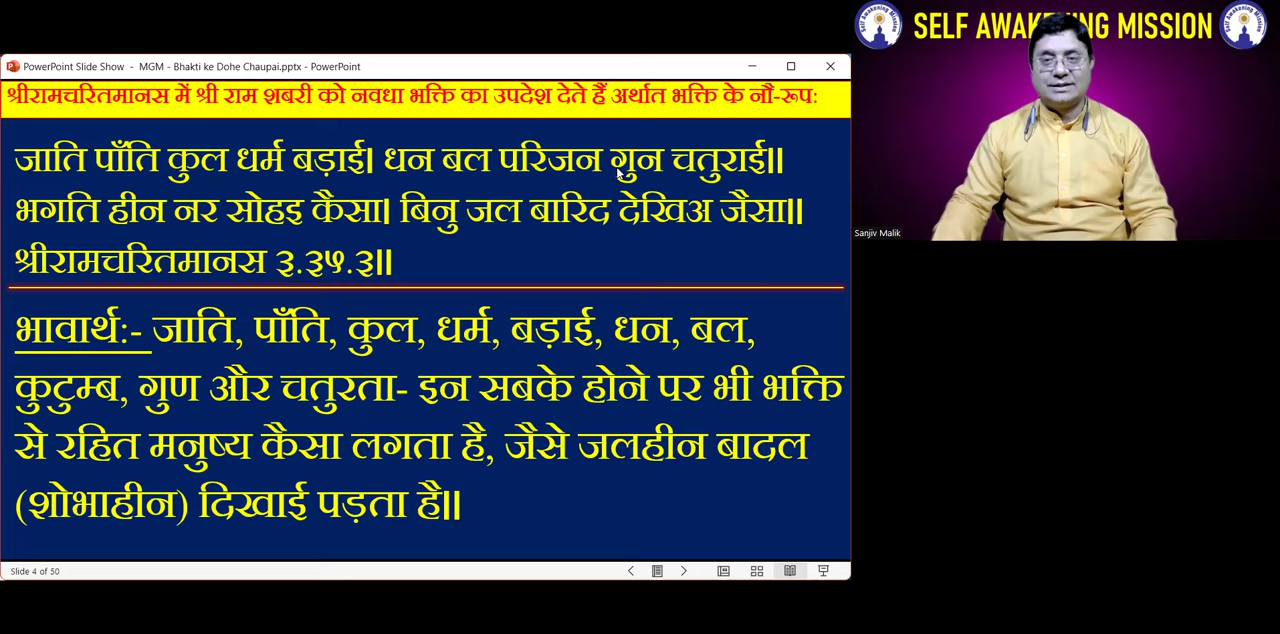 SELF AWAKENING MISSION
PowerPoint Slide Show - MGM - Bhakti ke Dohe Chaupai.pptx - PowerPoint
श्रीरामचरितमानस में श्री राम शबरी को नवधा भक्ति का उपदेश देते हैं अर्थात भक्ति के नौ-रूप:
जाति पाँति कुल धर्म बड़ाई। धन बल परिजन गुन चतुराई॥
भगति हीन नर सोहइ कैसा। बिनु जल बारिद देखिअ जैसा॥
श्रीरामचरितमानस ३.३५.३॥
भावार्थ:- जाति, पाँति, कुल, धर्म, बड़ाई, धन, बल,
कुटुम्ब, गुण और चतुरता- इन सबके होने पर भी भक्ति
से रहित मनुष्य कैसा लगता है, जैसे जलहीन बादल
(शोभाहीन) दिखाई पड़ता है॥
Slide 4 of 50
Sanjiv Malik